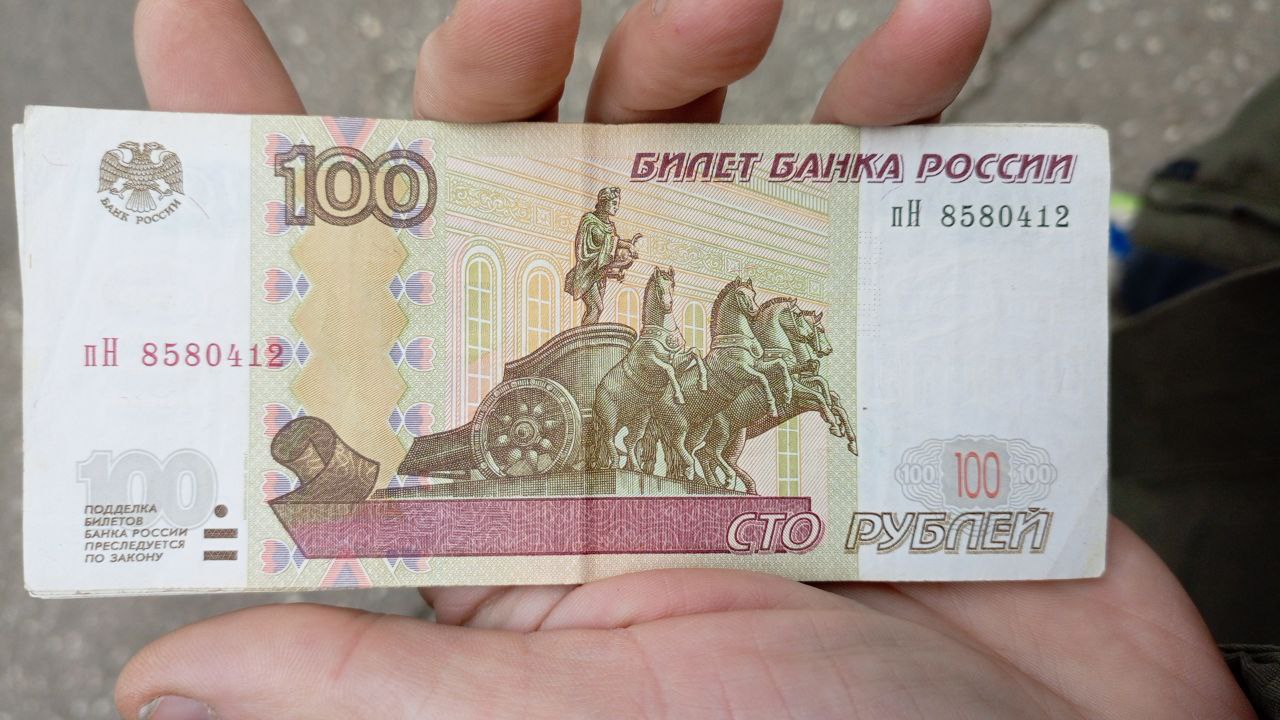 100
БИЛЕТ БАНКА РОССИИ
БАНК РОССИИ
пН 8580412
пН 8580412
100
ПОДДЕЛКА
БИЛЕТОВ
БАНКА РОССИИ
ПРЕСЛЕДУЕТСЯ
ПО ЗАКОНУ
100 100 100
СТО РУБЛЕЙ